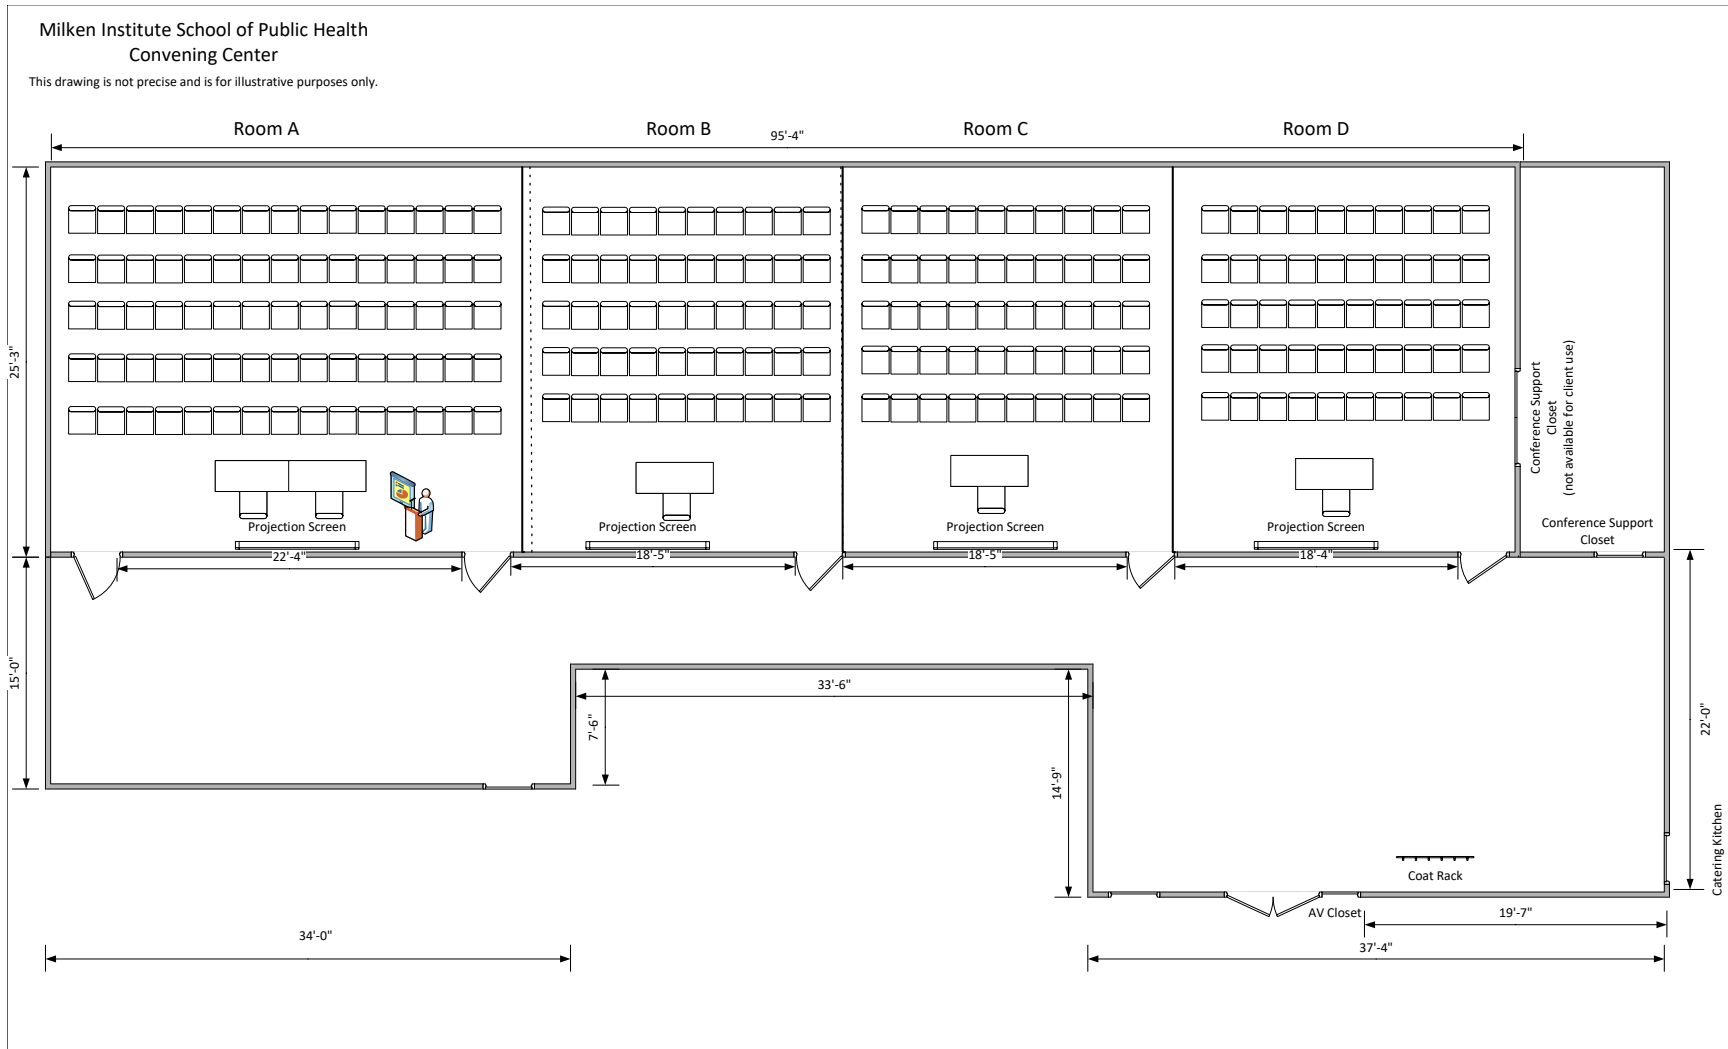 Milken Institute School of Public Health
Convening Center
This drawing is not precise and is for illustrative purposes only.
Room A
Room B
Room C
Room D
95'-4"
25'-3"
Conference Support
Closet
(not available for client use)
Projection Screen
Projection Screen
Projection Screen
Projection Screen
Conference Support
Closet
22'-4"
18'-5"
18'-5"
18'-4"
15'-0"
33'-6"
7'-6"
14'-9"
22'-0"
Catering Kitchen
Coat Rack
AV Closet
19'-7"
34'-0"
37'-4"